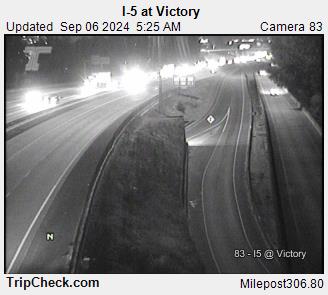 I-5 at Victory
Updated Sep 06 2024 5:25 AM Camera 83
N
83 - I5 @ Victory
TripCheck.com Milepost306.80